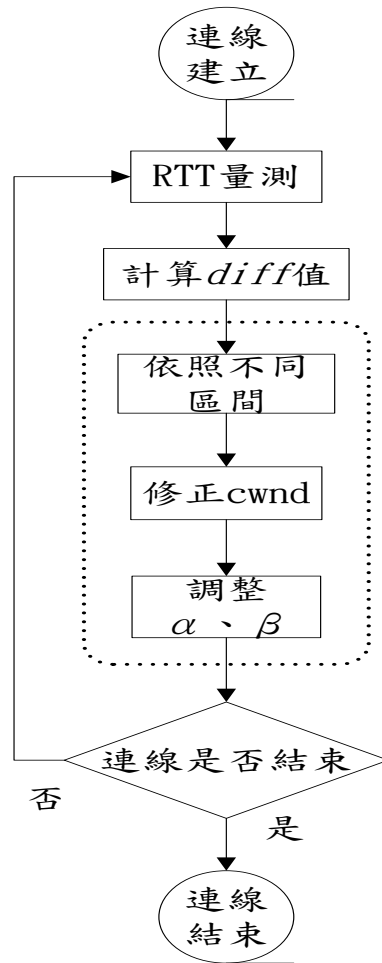 連線
建立
RTT量測
計算diff值
依照不同
區間
修正cwnd
調整
α、β
連線是否結束
否
是
連線
結束